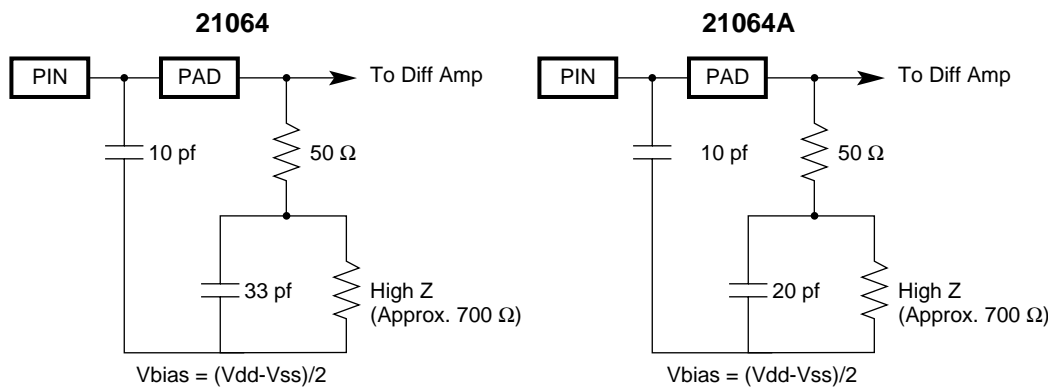 21064
PIN
PAD
To Diff Amp
10 pf
50 Ω
33 pf
High Z
(Approx. 700 Ω)
Vbias = (Vdd-Vss)/2
21064A
PIN
PAD
To Diff Amp
10 pf
50 Ω
20 pf
High Z
(Approx. 700 Ω)
Vbias = (Vdd-Vss)/2